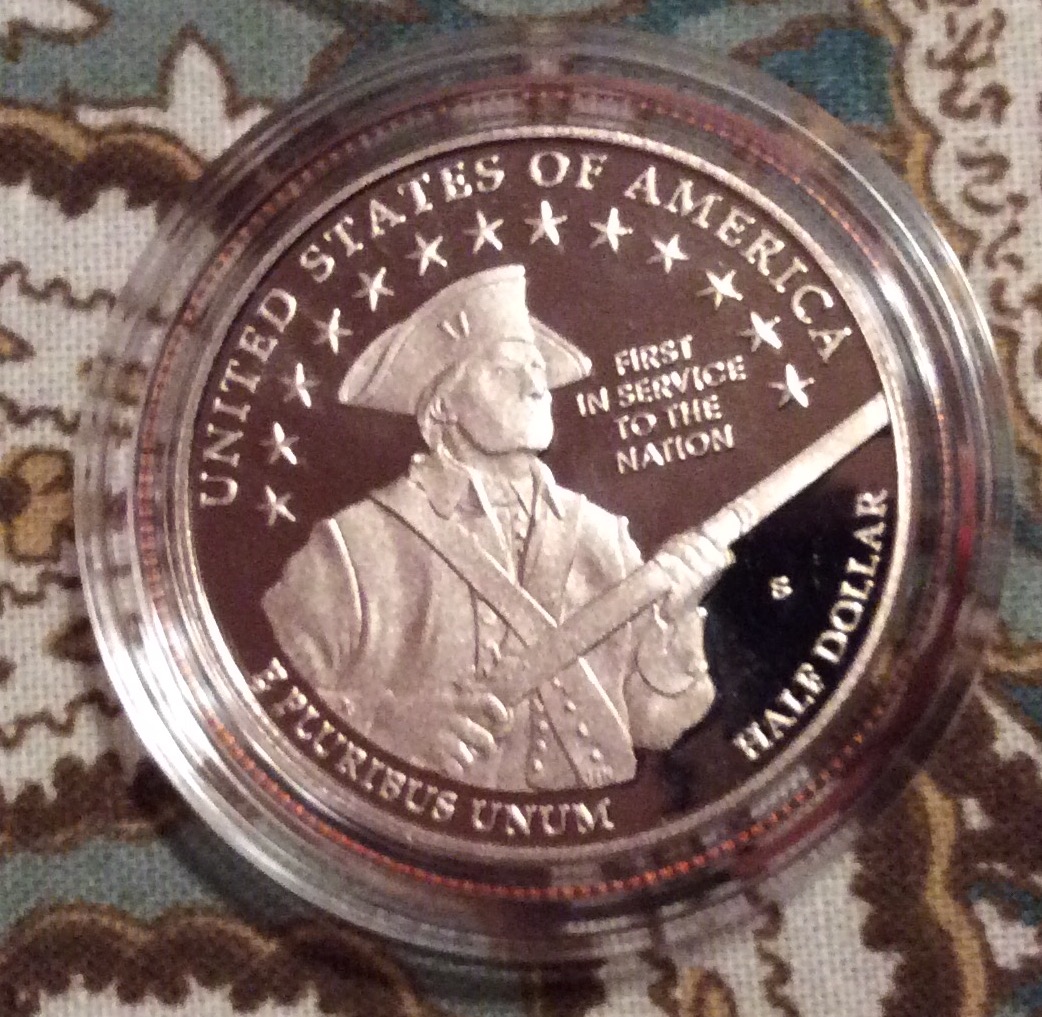 UNITED STATES OF AMERICA
FIRST
IN SERVICE
TO THE
NATION
S
HALF DOLLAR
E PLURIBUS UNUM